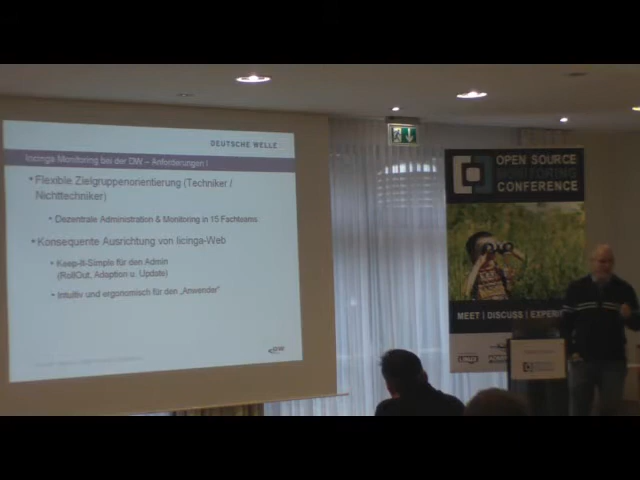 DEUTSCHE WELLE
Icinga Monitoring bei der DW – Anforderungen I
• Flexible Zielgruppenorientierung (Techniker /
Nichttechniker)
• Dezentrale Administration & Monitoring in 15 Fachteams
• Konsequente Ausrichtung von Iicinga-Web
• Keep-It-Simple für den Admin
(RollOut, Adaption u. Update)
• Intuitiv und ergonomisch für den „Anwender“
OPEN SOURCE
MONITORING
CONFERENCE
MEET | DISCUSS |